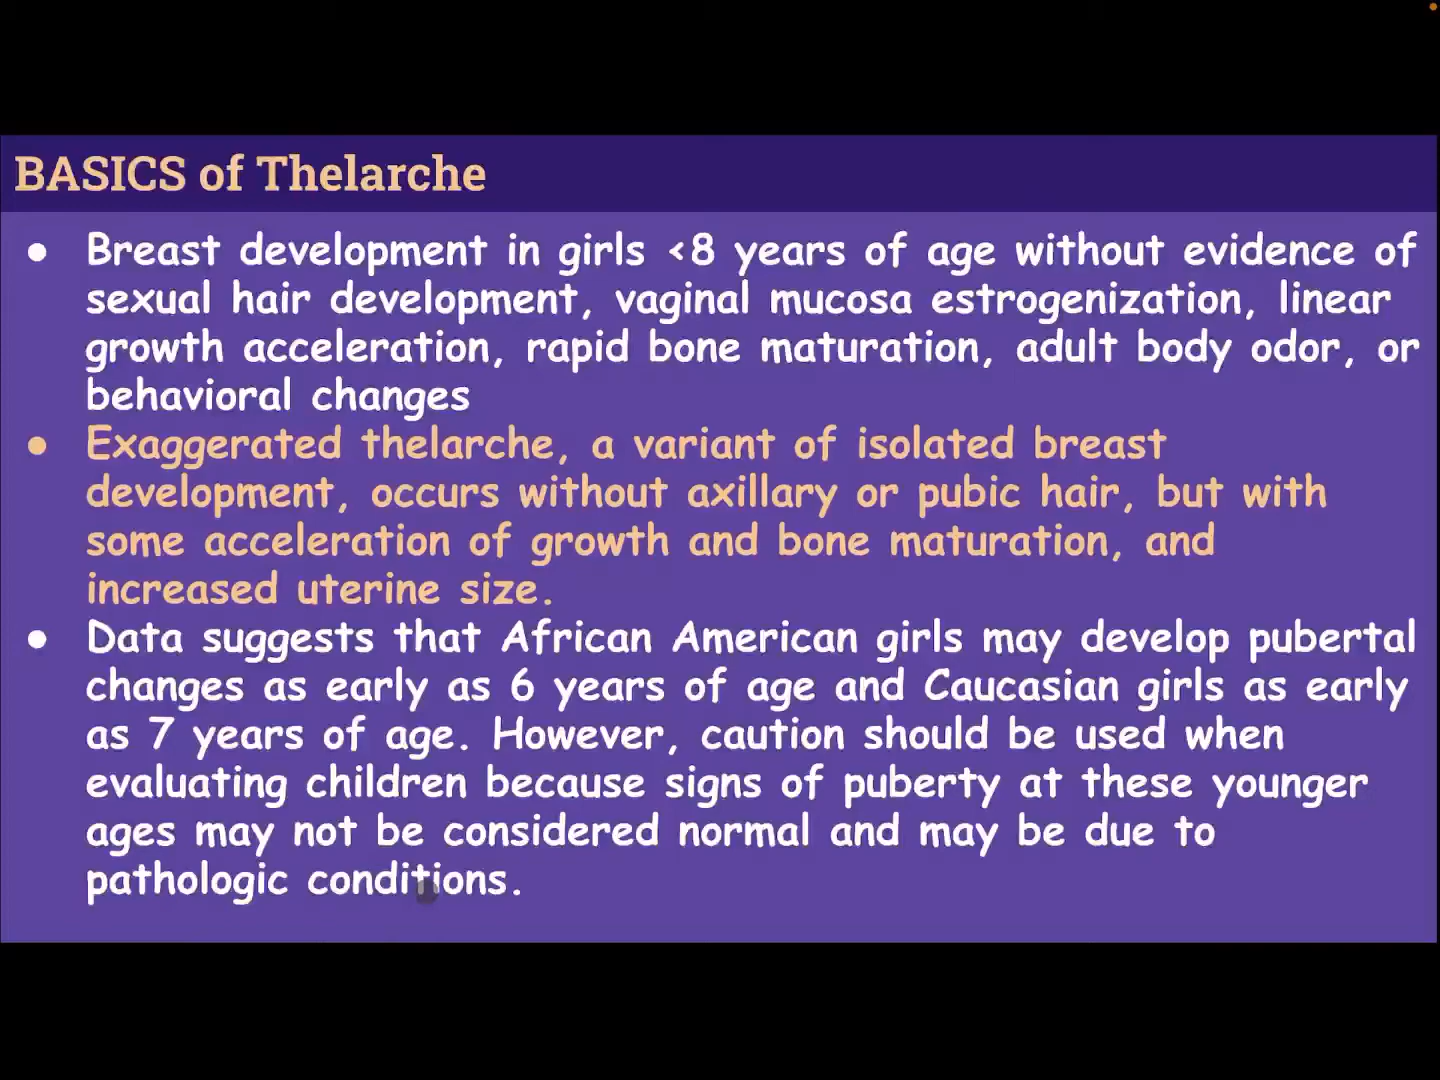 BASICS of Thelarche
● Breast development in girls <8 years of age without evidence of
sexual hair development, vaginal mucosa estrogenization, linear
growth acceleration, rapid bone maturation, adult body odor, or
behavioral changes
● Exaggerated thelarche, a variant of isolated breast
development, occurs without axillary or pubic hair, but with
some acceleration of growth and bone maturation, and
increased uterine size.
● Data suggests that African American girls may develop pubertal
changes as early as 6 years of age and Caucasian girls as early
as 7 years of age. However, caution should be used when
evaluating children because signs of puberty at these younger
ages may not be considered normal and may be due to
pathologic conditions.